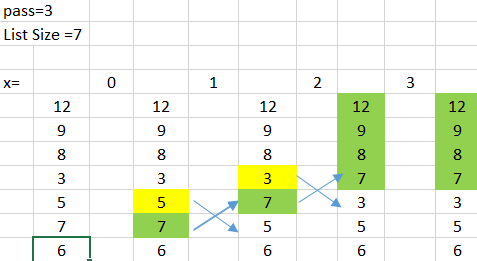 pass=3
List Size =7
x= 0 1 2 3
12 12 12 12 12
9 9 9 9 9
8 8 8 8 8
3 3 3 7 7
5 5 7 3 3
7 7 5 5 5
6 6 6 6 6